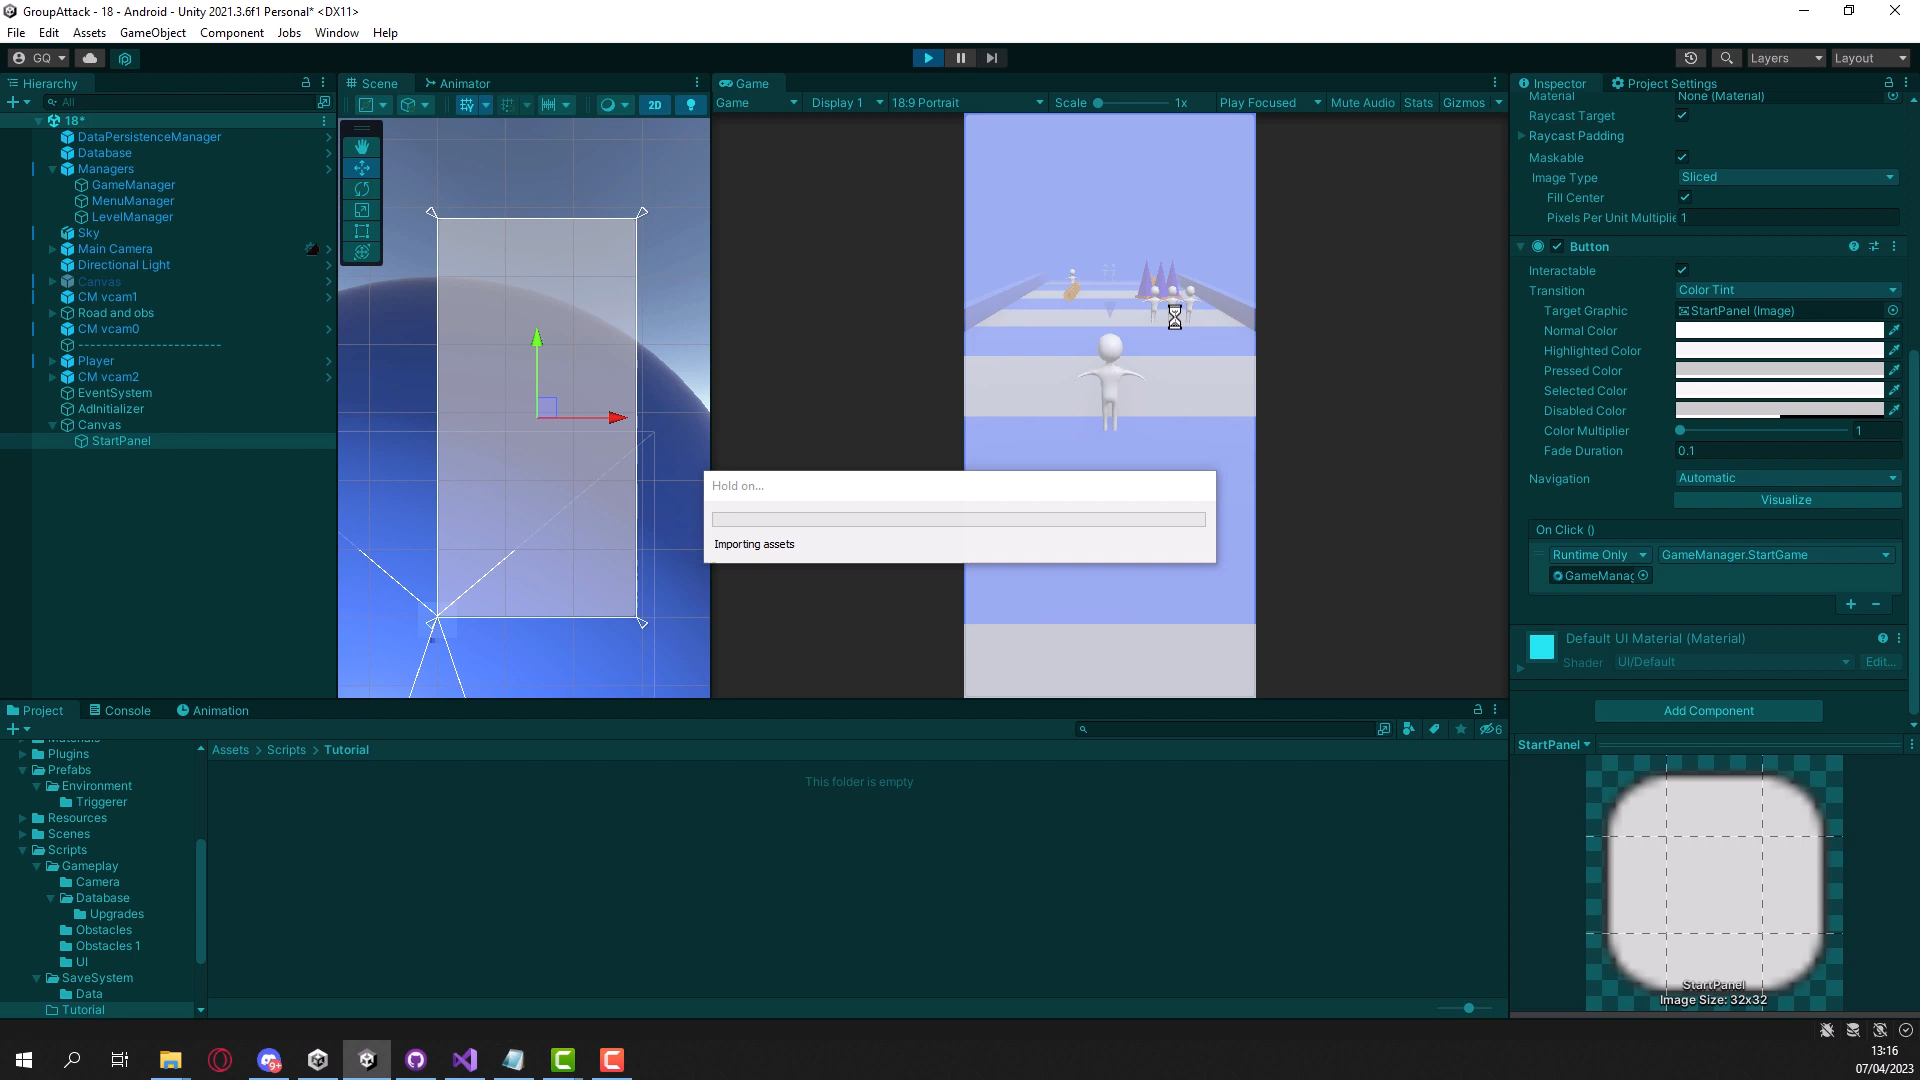 GroupAttack - 18 - Android - Unity 2021.3.6f1 Personal* <DX11>
File Edit Assets GameObject Component Jobs Window Help
GQ
Layers Layout
Hierarchy
All
18*
DataPersistenceManager
Database
Managers
GameManager
MenuManager
LevelManager
Sky
Main Camera
Directional Light
Canvas
CM vcam1
Road and obs
CM vcam0
-------------------------
Player
CM vcam2
EventSystem
AdInitializer
Canvas
StartPanel
Scene Animator
2D
Game
Game Display 1 18:9 Portrait Scale 1x Play Focused Mute Audio Stats Gizmos
Hold on...
Importing assets
Inspector Project Settings
Material None (Material)
Raycast Target
Raycast Padding
Maskable
Image Type Sliced
Fill Center
Pixels Per Unit Multiplie 1
Button
Interactable
Transition Color Tint
Target Graphic StartPanel (Image)
Normal Color
Highlighted Color
Pressed Color
Selected Color
Disabled Color
Color Multiplier 1
Fade Duration 0.1
Navigation Automatic
Visualize
On Click ()
Runtime Only GameManager.StartGame
GameManag
+ −
Default UI Material (Material)
Shader UI/Default Edit...
Add Component
StartPanel
StartPanel
Image Size: 32x32
Project Console Animation
6
Plugins
Prefabs
Environment
Triggerer
Resources
Scenes
Scripts
Gameplay
Camera
Database
Upgrades
Obstacles
Obstacles 1
UI
SaveSystem
Data
Tutorial
Assets > Scripts > Tutorial
This folder is empty
9+
13:16
07/04/2023